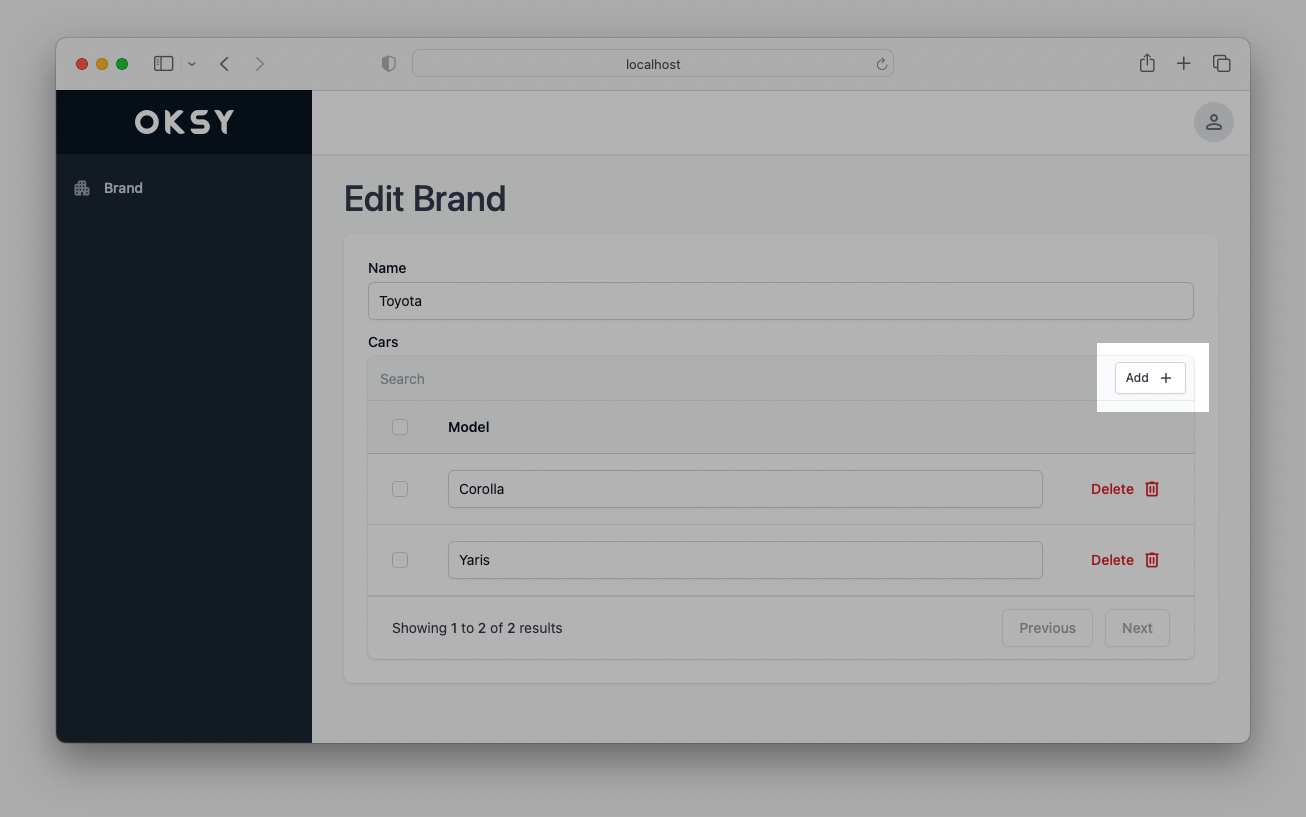 localhost
OKSY
Brand
Edit Brand
Name
Toyota
Cars
Search
Add
Model
Corolla
Delete
Yaris
Delete
Showing 1 to 2 of 2 results
Previous
Next